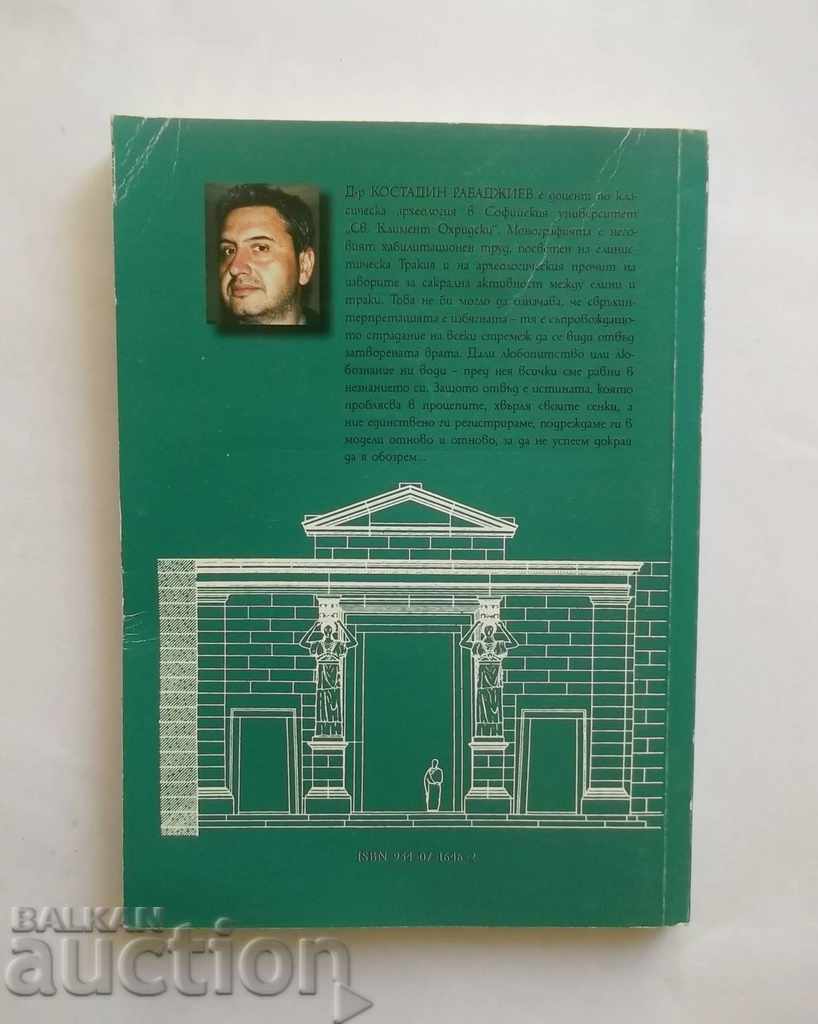 Д-р КОСТАДИН РАБАДЖИЕВ е доцент по кла-
сическа археология в Софийския университет
„Св. Климент Охридски“. Монографията е него-
вият хабилитационен труд, посветен на елинис-
тическа Тракия и на археологическия прочит на
изворите за сакрална активност между елини и
траки. Това не би могло да означава, че свръхин-
терпретацията е избягната – тя е съпровождащо-
то страдание на всеки стремеж да се види отвъд
затворената врата. Дали любопитство или лю-
бознание ни води – пред нея всички сме равни в
незнанието си. Защото отвъд е истината, която
проблясва в процепите, хвърля своите сенки, а
ние единствено ги регистрираме, подреждаме ги в
модели отново и отново, за да не успеем докрай
да я обозрем...
ISBN 954-07-1646-2
BALKAN
auction